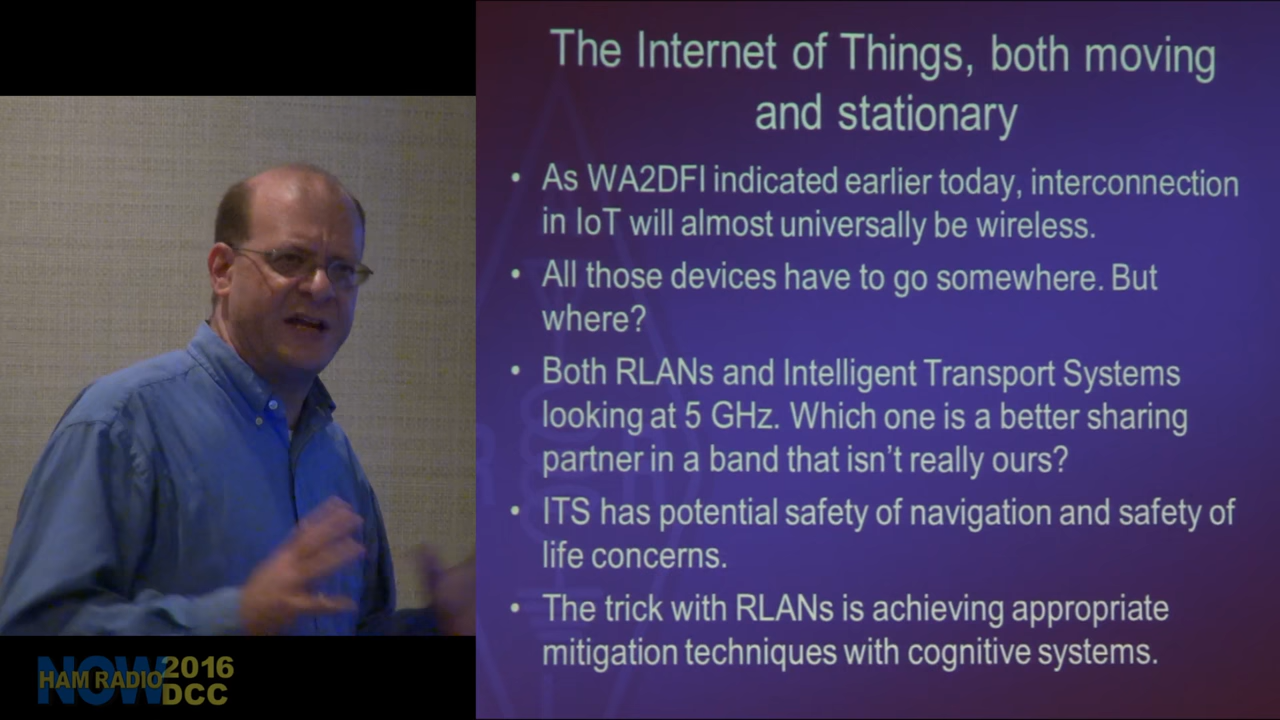 The Internet of Things, both moving
and stationary
• As WA2DFI indicated earlier today, interconnection
in IoT will almost universally be wireless.
• All those devices have to go somewhere. But
where?
• Both RLANs and Intelligent Transport Systems
looking at 5 GHz. Which one is a better sharing
partner in a band that isn't really ours?
• ITS has potential safety of navigation and safety of
life concerns.
• The trick with RLANs is achieving appropriate
mitigation techniques with cognitive systems.
HAM RADIO NOW 2016
DCC